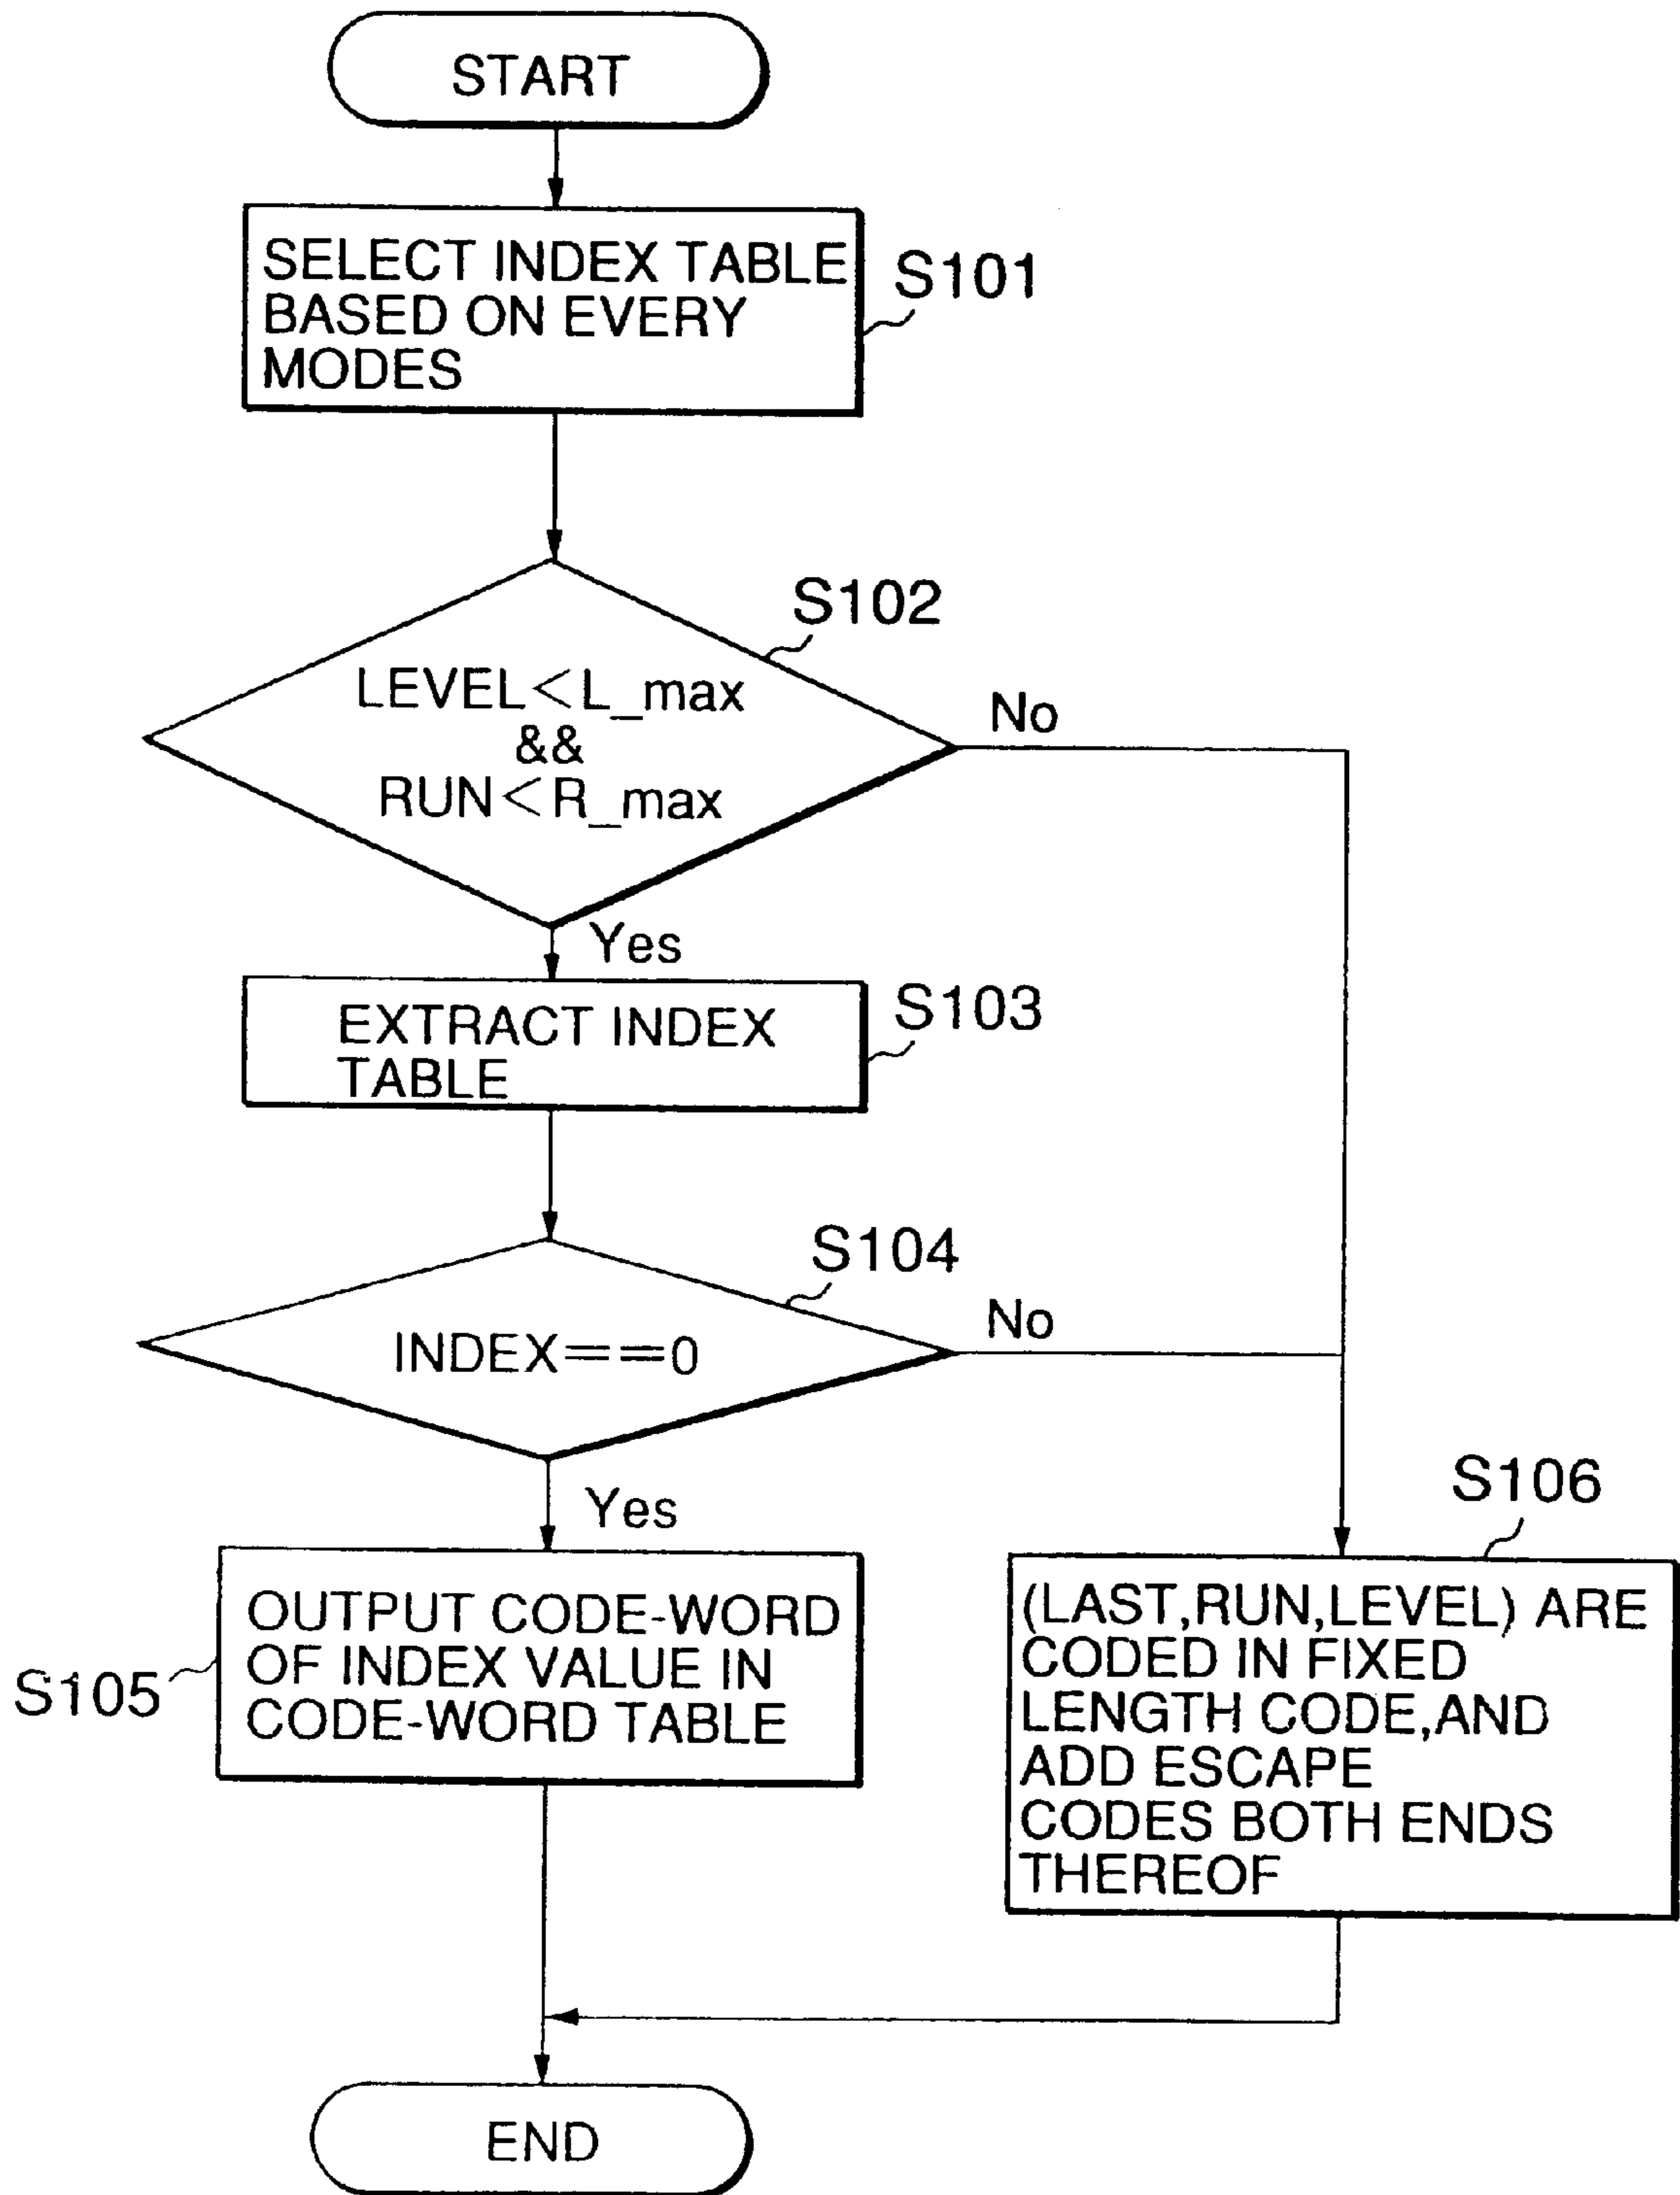 START
SELECT INDEX TABLE
BASED ON EVERY
MODES
S101
S102
LEVEL<L_max
&&
RUN<R_max
No
Yes
EXTRACT INDEX
TABLE
S103
S104
INDEX==0
No
Yes
S105
OUTPUT CODE-WORD
OF INDEX VALUE IN
CODE-WORD TABLE
S106
(LAST,RUN,LEVEL) ARE
CODED IN FIXED
LENGTH CODE,AND
ADD ESCAPE
CODES BOTH ENDS
THEREOF
END